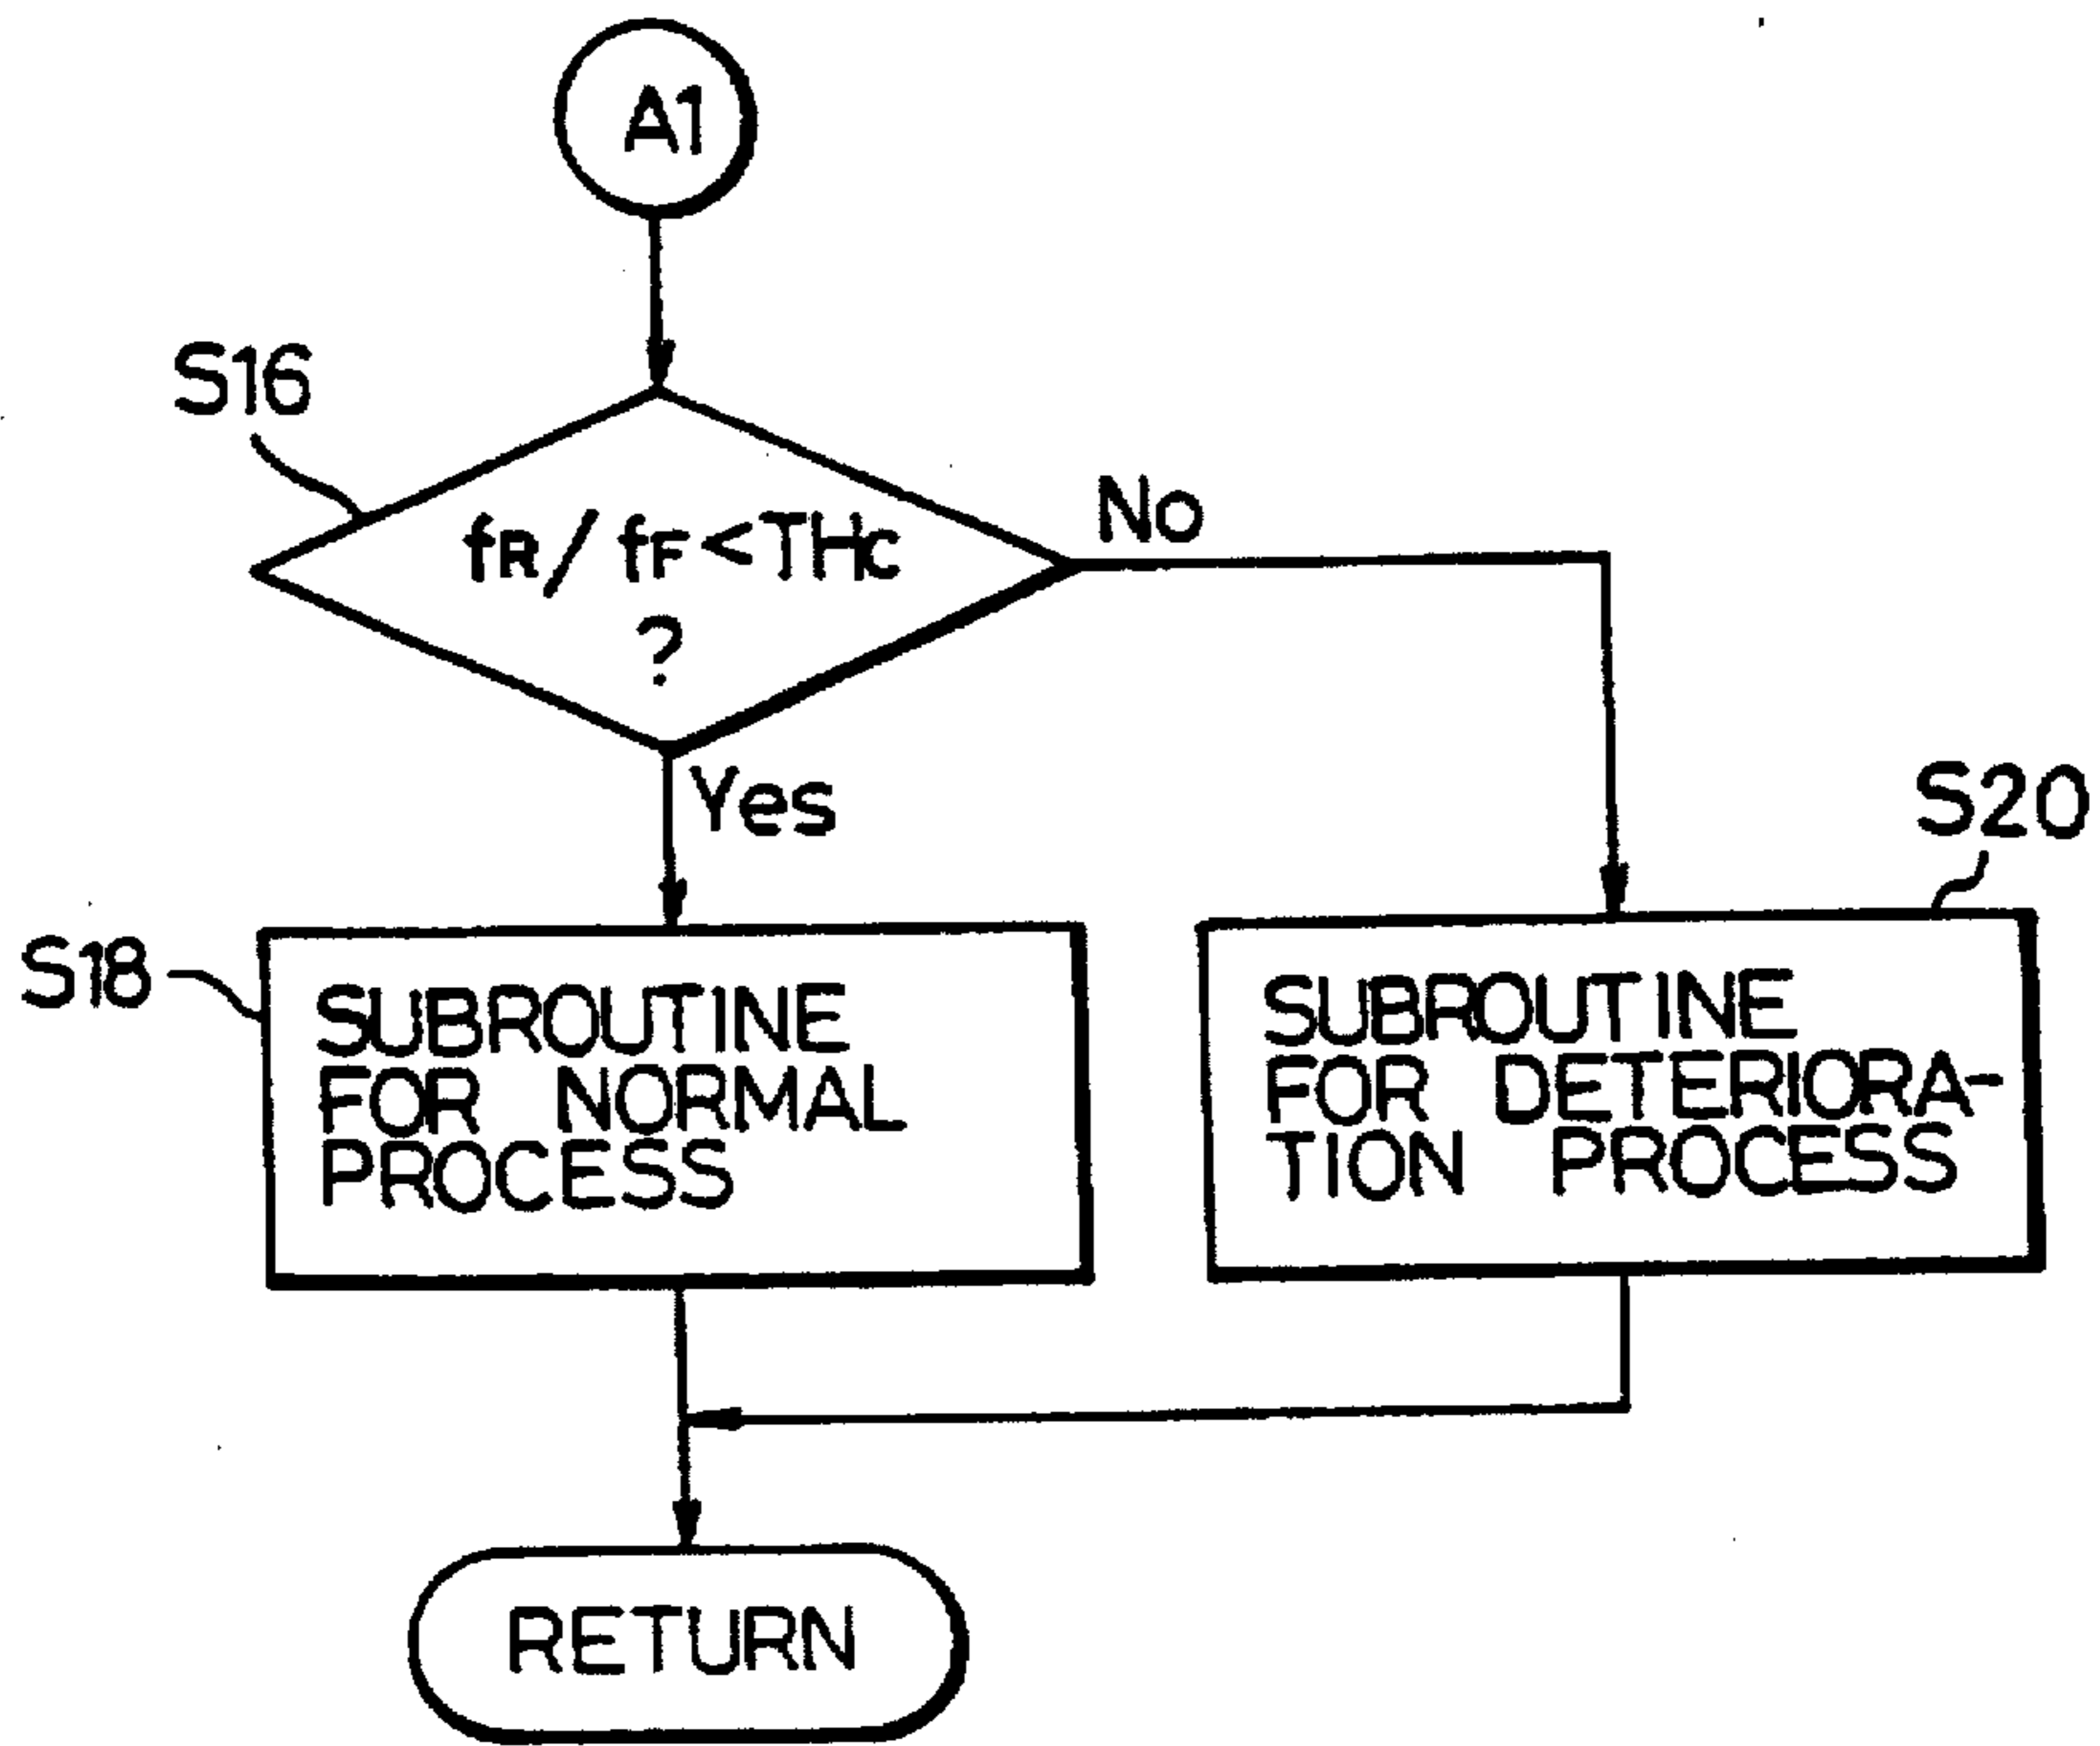 A1
S16
fR/fF<THC
?
No
Yes
S20
S18
SUBROUTINE
FOR NORMAL
PROCESS
SUBROUTINE
FOR DETERIORA-
TION PROCESS
RETURN